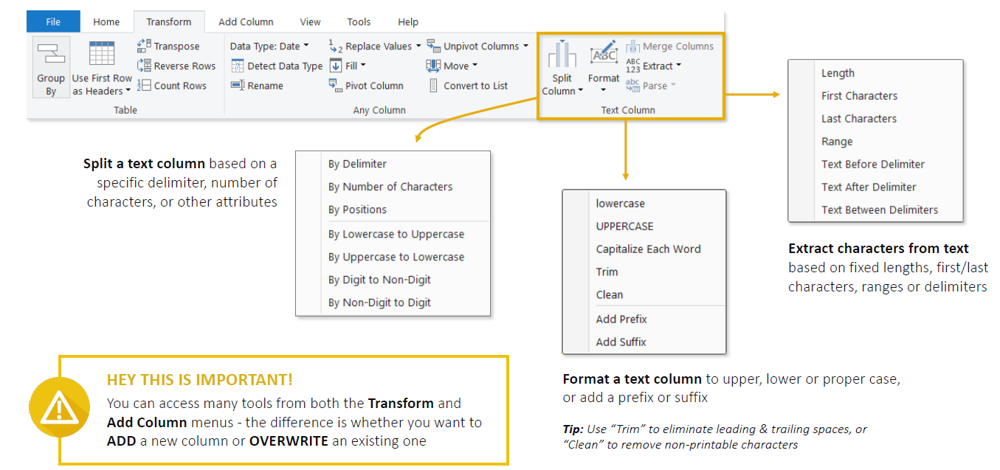 File
Home
Transform
Add Column
View
Tools
Help
Group
By
Use First Row
as Headers
Transpose
Reverse Rows
Count Rows
Table
Data Type: Date
Detect Data Type
Rename
1
2
Replace Values
Fill
Pivot Column
Unpivot Columns
Move
Convert to List
Any Column
Split
Column
ABC
Format
Merge Columns
ABC
123
Extract
abc
Parse
Text Column
Split a text column based on a
specific delimiter, number of
characters, or other attributes
By Delimiter
By Number of Characters
By Positions
By Lowercase to Uppercase
By Uppercase to Lowercase
By Digit to Non-Digit
By Non-Digit to Digit
lowercase
UPPERCASE
Capitalize Each Word
Trim
Clean
Add Prefix
Add Suffix
Length
First Characters
Last Characters
Range
Text Before Delimiter
Text After Delimiter
Text Between Delimiters
Extract characters from text
based on fixed lengths, first/last
characters, ranges or delimiters
HEY THIS IS IMPORTANT!
You can access many tools from both the Transform and
Add Column menus - the difference is whether you want to
ADD a new column or OVERWRITE an existing one
Format a text column to upper, lower or proper case,
or add a prefix or suffix
Tip: Use “Trim” to eliminate leading & trailing spaces, or
“Clean” to remove non-printable characters